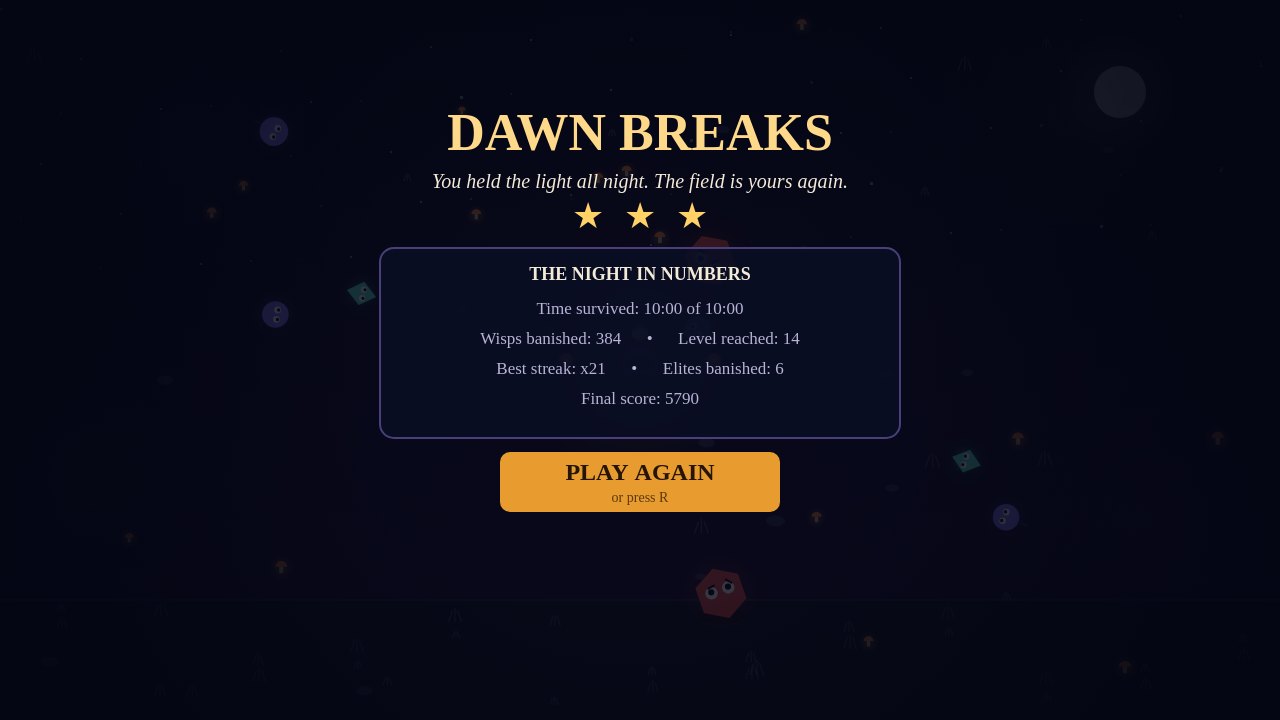 DAWN BREAKS
You held the light all night. The field is yours again.
★ ★ ★
THE NIGHT IN NUMBERS
Time survived: 10:00 of 10:00
Wisps banished: 384 • Level reached: 14
Best streak: x21 • Elites banished: 6
Final score: 5790
PLAY AGAIN
or press R